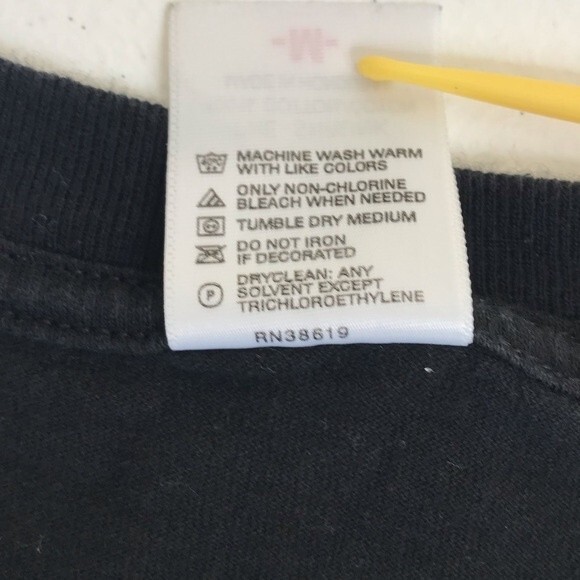 -M-
MACHINE WASH WARM
WITH LIKE COLORS
ONLY NON-CHLORINE
BLEACH WHEN NEEDED
TUMBLE DRY MEDIUM
DO NOT IRON
IF DECORATED
P
DRYCLEAN: ANY
SOLVENT EXCEPT
TRICHLOROETHYLENE
RN38619